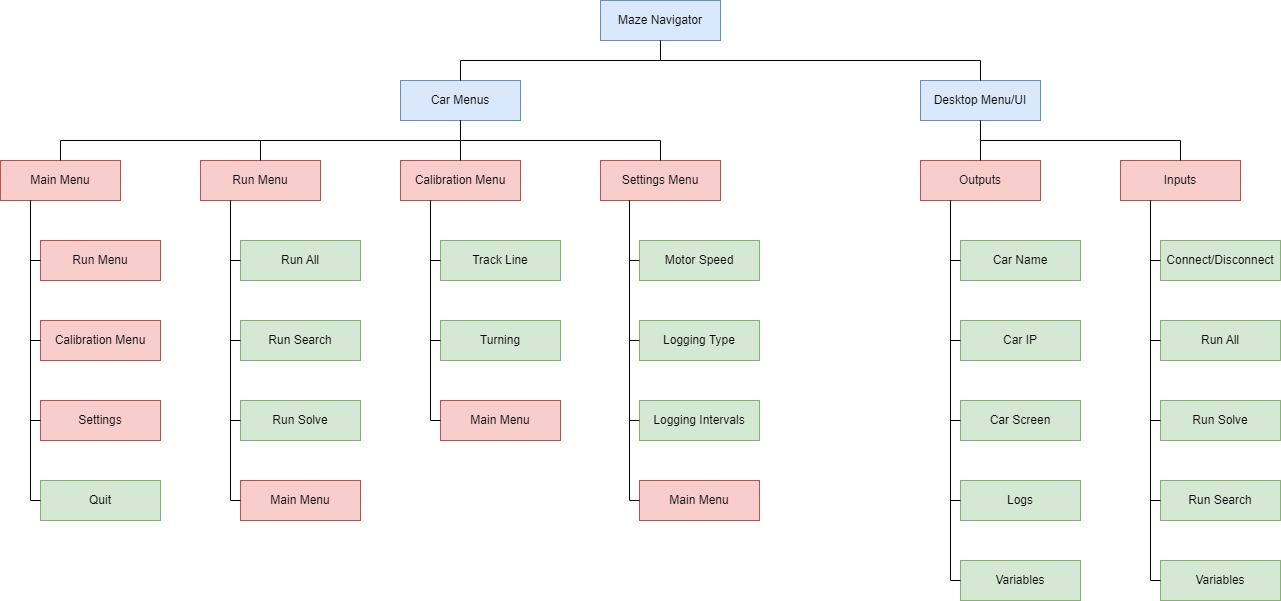 Maze Navigator
Car Menus
Desktop Menu/UI
Main Menu
Run Menu
Calibration Menu
Settings Menu
Outputs
Inputs
Run Menu
Run All
Track Line
Motor Speed
Car Name
Connect/Disconnect
Calibration Menu
Run Search
Turning
Logging Type
Car IP
Run All
Settings
Run Solve
Main Menu
Logging Intervals
Car Screen
Run Solve
Quit
Main Menu
Main Menu
Logs
Run Search
Variables
Variables